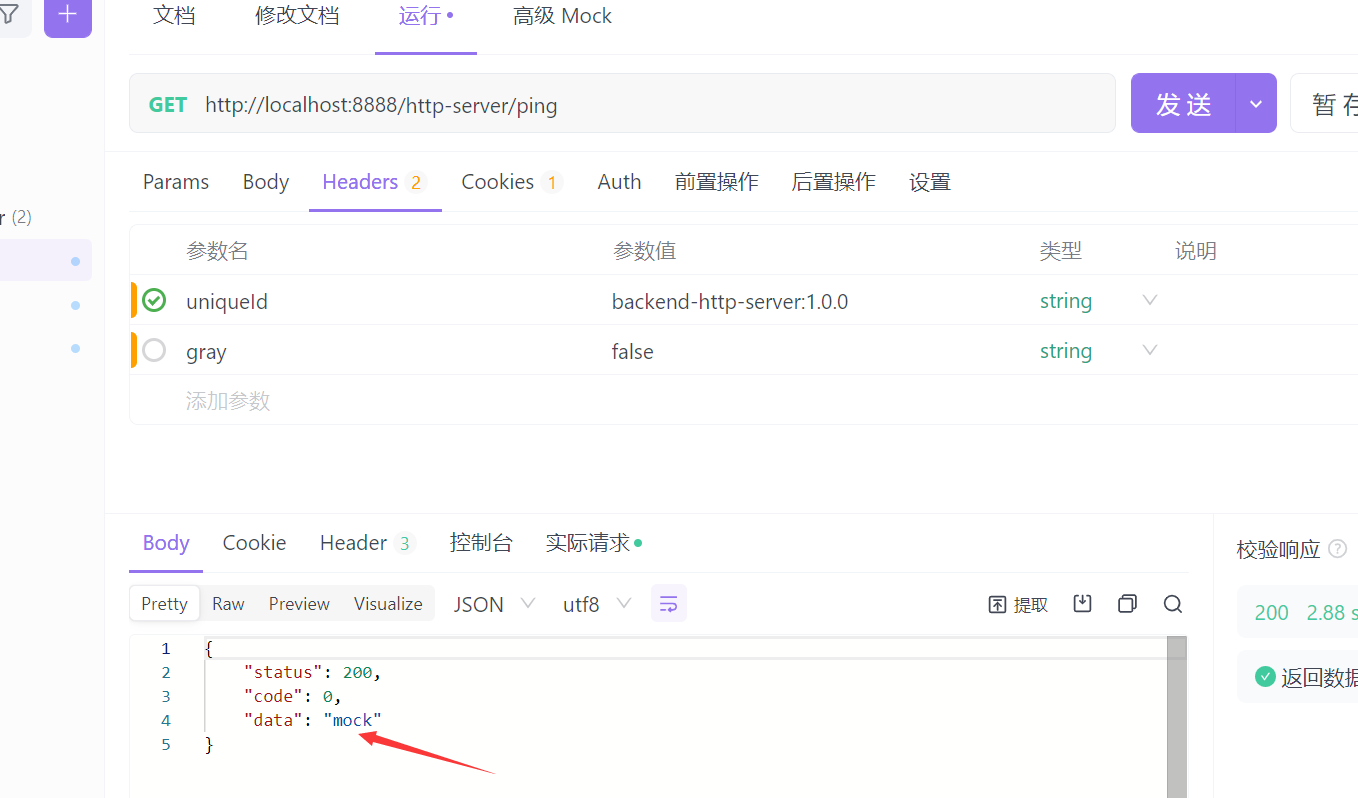 文档 修改文档 运行 高级 Mock
GET http://localhost:8888/http-server/ping 发 送 暂 存
Params Body Headers 2 Cookies 1 Auth 前置操作 后置操作 设置
r (2)
参数名 参数值 类型 说明
uniqueId backend-http-server:1.0.0 string
gray false string
添加参数
Body Cookie Header 3 控制台 实际请求
校验响应 ?
Pretty Raw Preview Visualize JSON utf8 提取
200 2.88 s
1 {
2 "status": 200,
3 "code": 0,
4 "data": "mock"
5 }
返回数据